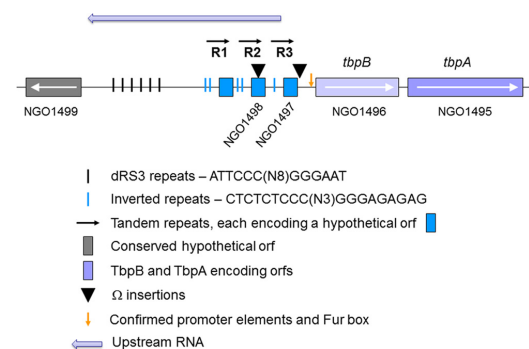 R1 R2 R3
tbpB tbpA
NGO1499 NGO1498 NGO1497 NGO1496 NGO1495
dRS3 repeats – ATTCCC(N8)GGGAAT
Inverted repeats – CTCTCTCCC(N3)GGGAGAGAG
Tandem repeats, each encoding a hypothetical orf
Conserved hypothetical orf
TbpB and TbpA encoding orfs
Ω insertions
Confirmed promoter elements and Fur box
Upstream RNA